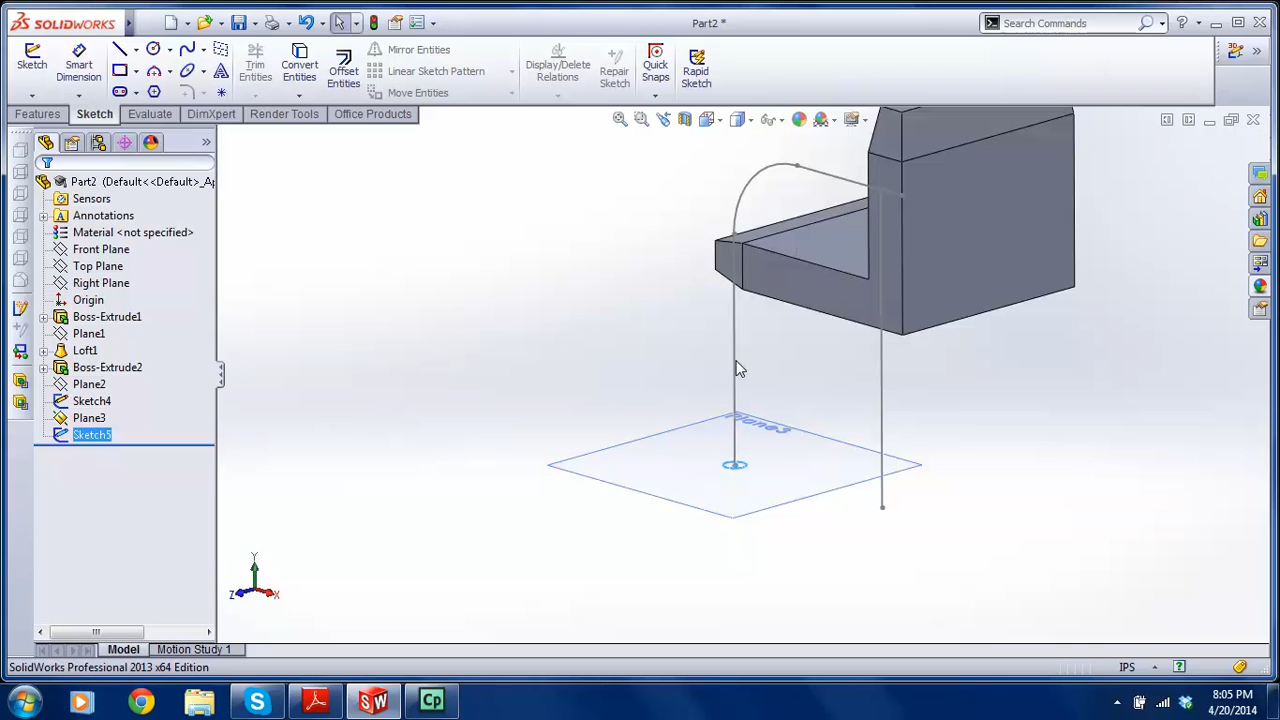 SOLIDWORKS
Part2 *
Search Commands
Sketch
Smart Dimension
Trim Entities
Convert Entities
Offset Entities
Mirror Entities
Linear Sketch Pattern
Move Entities
Display/Delete Relations
Repair Sketch
Quick Snaps
Rapid Sketch
Features
Sketch
Evaluate
DimXpert
Render Tools
Office Products
Part2 (Default<<Default>_Ap
Sensors
Annotations
Material <not specified>
Front Plane
Top Plane
Right Plane
Origin
Boss-Extrude1
Plane1
Loft1
Boss-Extrude2
Plane2
Sketch4
Plane3
Sketch5
Plane3
Y
Z
X
Model
Motion Study 1
SolidWorks Professional 2013 x64 Edition
IPS
8:05 PM
4/20/2014